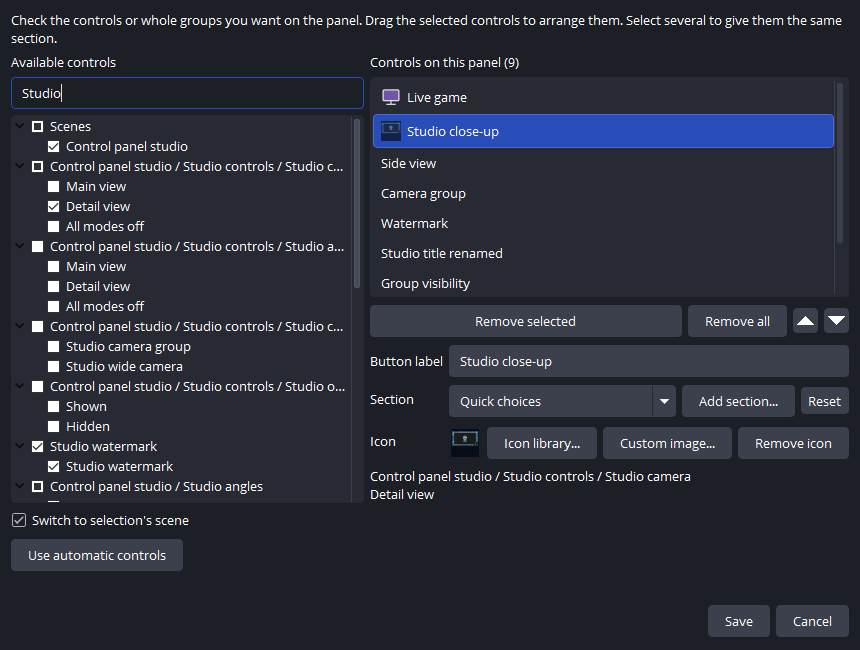 Check the controls or whole groups you want on the panel. Drag the selected controls to arrange them. Select several to give them the same
section.
Available controls
Studio
Scenes
Control panel studio
Control panel studio / Studio controls / Studio c...
Main view
Detail view
All modes off
Control panel studio / Studio controls / Studio a...
Main view
Detail view
All modes off
Control panel studio / Studio controls / Studio c...
Studio camera group
Studio wide camera
Control panel studio / Studio controls / Studio o...
Shown
Hidden
Studio watermark
Studio watermark
Control panel studio / Studio angles
Switch to selection's scene
Use automatic controls
Controls on this panel (9)
Live game
Studio close-up
Side view
Camera group
Watermark
Studio title renamed
Group visibility
Remove selected
Remove all
Button label
Studio close-up
Section
Quick choices
Add section...
Reset
Icon
Icon library...
Custom image...
Remove icon
Control panel studio / Studio controls / Studio camera
Detail view
Save
Cancel